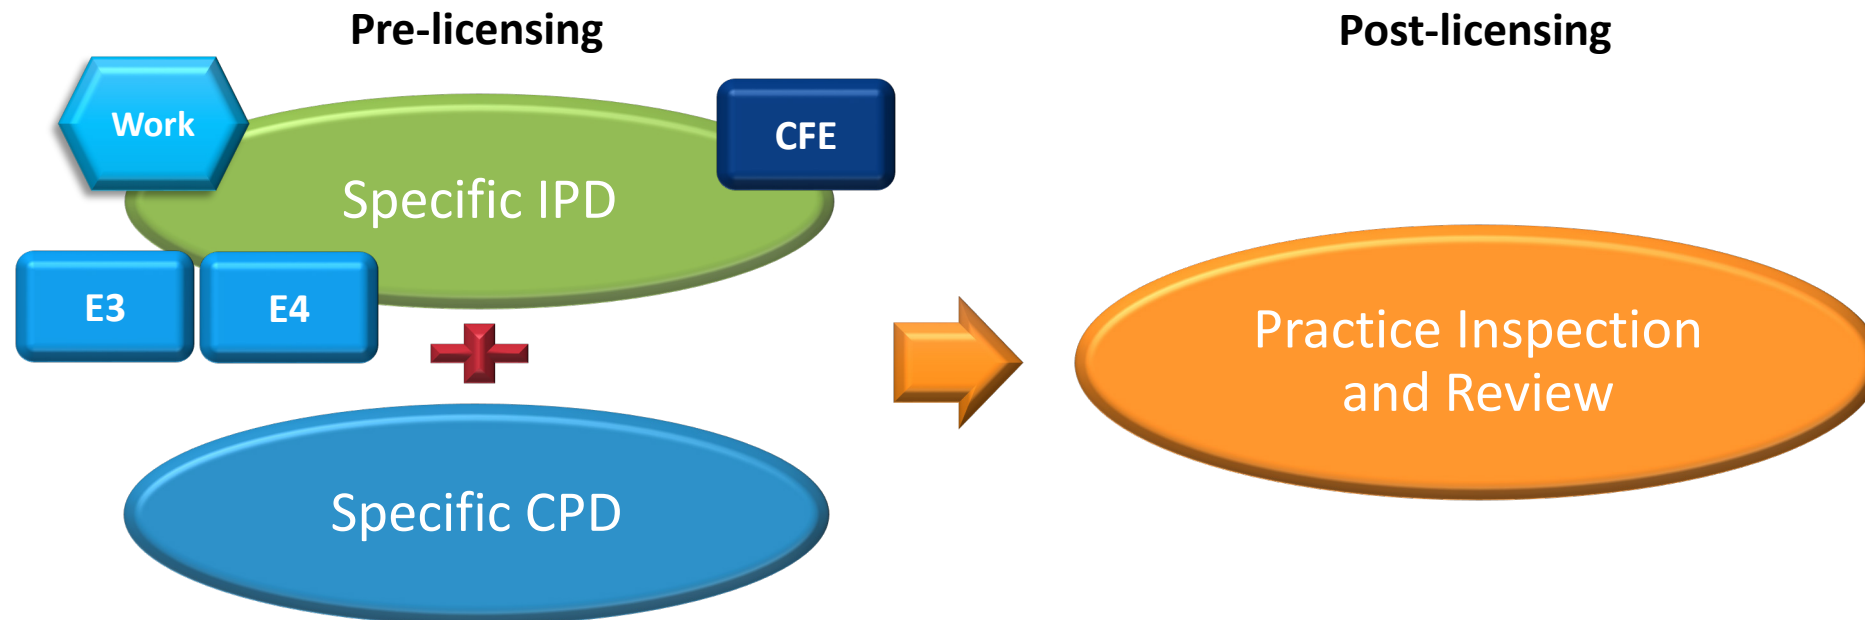 Pre-licensing
Post-licensing
Work
CFE
Specific IPD
E3
E4
Practice Inspection
and Review
Specific CPD